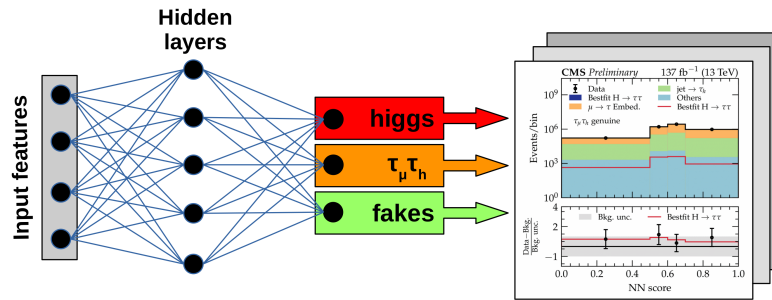 Hidden
layers
Input features
higgs
τμτh
fakes
CMS Preliminary 137 fb⁻¹ (13 TeV)
Data
Bestfit H → ττ
μ → τ Embed.
jet → τh
Others
Bestfit H → ττ
τμτh genuine
Events/bin
10⁹
10⁶
10³
10⁰
Bkg. unc.
Bestfit H → ττ
Data−Bkg.
Bkg. unc.
4
2
−1
0.0 0.2 0.4 0.6 0.8 1.0
NN score